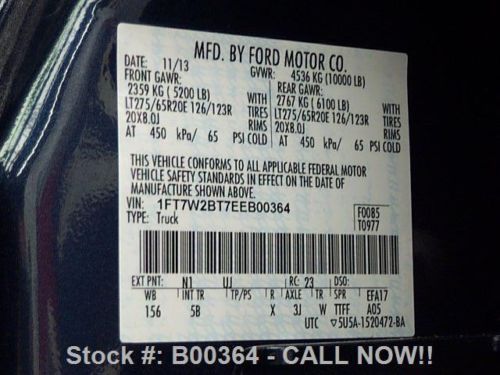 MFD. BY FORD MOTOR CO.
DATE: 11/13 GVWR: 4536 KG (10000 LB)
FRONT GAWR: REAR GAWR:
2359 KG ( 5200 LB) WITH 2767 KG ( 6100 LB) WITH
LT275/65R20E 126/123R TIRES LT275/65R20E 126/123R TIRES
20X8.0J RIMS 20X8.0J RIMS
AT 450 kPa/ 65 PSI COLD AT 450 kPa/ 65 PSI COLD
THIS VEHICLE CONFORMS TO ALL APPLICABLE FEDERAL MOTOR
VEHICLE SAFETY STANDARDS IN EFFECT ON THE DATE OF
MANUFACTURE SHOWN ABOVE.
VIN: 1FT7W2BT7EEB00364
TYPE: Truck
F0085
T0977
EXT PNT: N1 UJ RC: 23 DSO:
WB INT TR TP/PS R AXLE TR SPR EFA17
156 5B X 3J W TTFF A05
UTC ▽5U5A-1520472-BA
Stock #: B00364 - CALL NOW!!